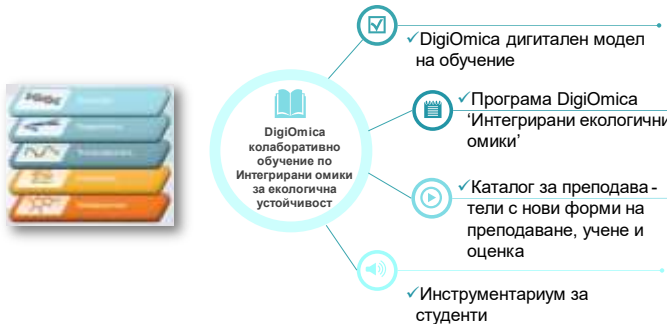 DigiOmica
колаборативно
обучение по
Интегрирани омики
за екологична
устойчивост
✓DigiOmica дигитален модел
на обучение
✓Програма DigiOmica
‘Интегрирани екологични
омики’
✓Каталог за преподава-
тели с нови форми на
преподаване, учене и
оценка
✓Инструментариум за
студенти